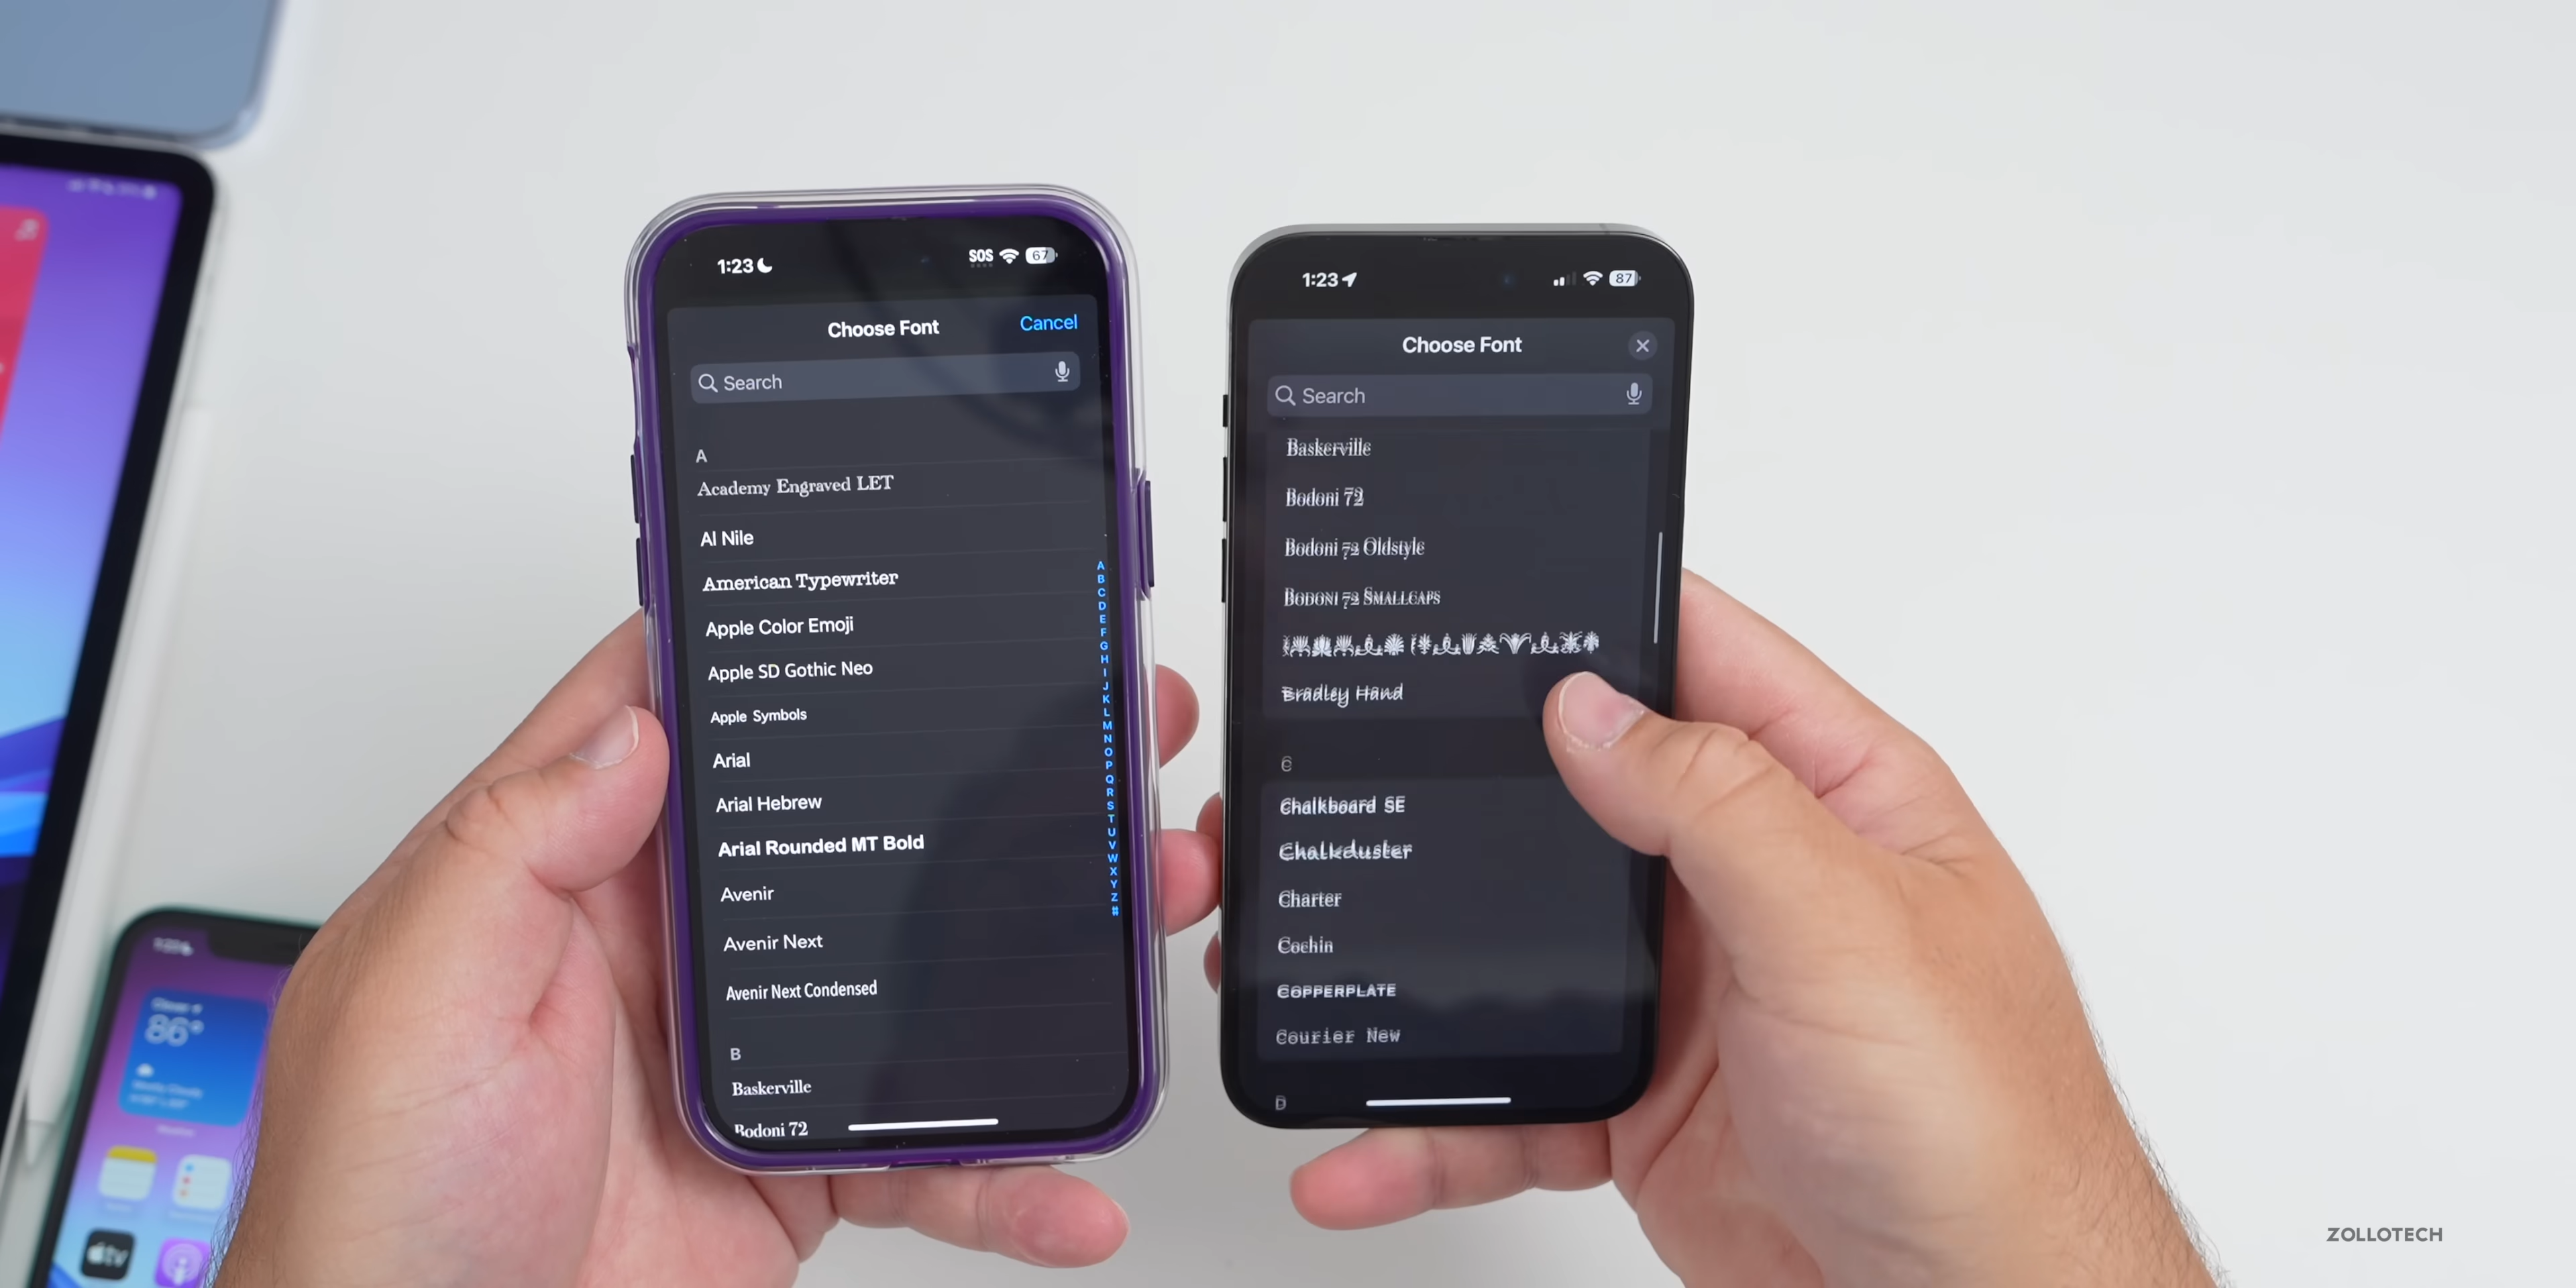 1:23
SOS
67
Choose Font
Cancel
Search
A
Academy Engraved LET
Al Nile
American Typewriter
Apple Color Emoji
Apple SD Gothic Neo
Apple Symbols
Arial
Arial Hebrew
Arial Rounded MT Bold
Avenir
Avenir Next
Avenir Next Condensed
B
Baskerville
Bodoni 72
A
B
C
D
E
F
G
H
I
J
K
L
M
N
O
P
Q
R
S
T
U
V
W
X
Y
Z
#
1:23
87
Choose Font
Search
Baskerville
Bodoni 72
Bodoni 72 Oldstyle
BODONI 72 SMALLCAPS
Bradley Hand
C
Chalkboard SE
Chalkduster
Charter
Cochin
COPPERPLATE
Courier New
D
86°
tv
ZOLLOTECH